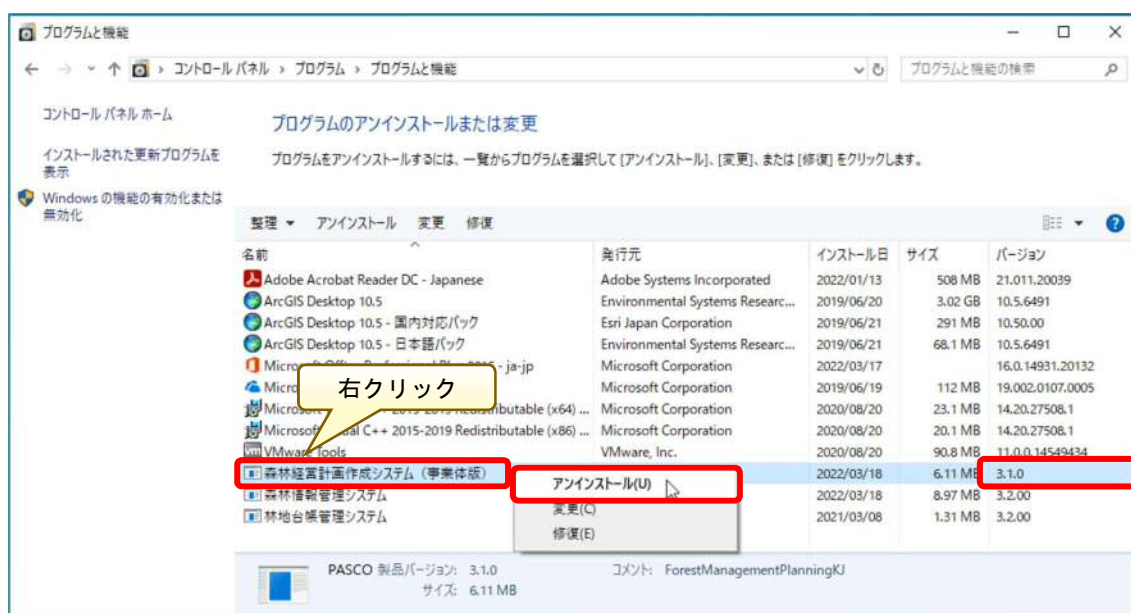 プログラムと機能
コントロール パネル › プログラム › プログラムと機能
プログラムと機能の検索
コントロール パネル ホーム
インストールされた更新プログラムを
表示
Windows の機能の有効化または
無効化
プログラムのアンインストールまたは変更
プログラムをアンインストールするには、一覧からプログラムを選択して [アンインストール]、[変更]、または [修復] をクリックします。
整理 アンインストール 変更 修復
名前 発行元 インストール日 サイズ バージョン
Adobe Acrobat Reader DC - Japanese Adobe Systems Incorporated 2022/01/13 508 MB 21.011.20039
ArcGIS Desktop 10.5 Environmental Systems Researc... 2019/06/20 3.02 GB 10.5.6491
ArcGIS Desktop 10.5 - 国内対応パック Esri Japan Corporation 2019/06/21 291 MB 10.50.00
ArcGIS Desktop 10.5 - 日本語パック Environmental Systems Researc... 2019/06/21 68.1 MB 10.5.6491
- ja-jp Microsoft Corporation 2022/03/17 16.0.14931.20132
Micro Microsoft Corporation 2019/06/19 112 MB 19.002.0107.0005
右クリック
Microsoft 2015-2019 Redistributable (x64) ... Microsoft Corporation 2020/08/20 23.1 MB 14.20.27508.1
Microsof ual C++ 2015-2019 Redistributable (x86) ... Microsoft Corporation 2020/08/20 20.1 MB 14.20.27508.1
VMware Tools VMware, Inc. 2020/08/20 90.8 MB 11.0.0.14549434
森林経営計画作成システム（事業体版） 2022/03/18 6.11 MB 3.1.0
アンインストール(U)
森林情報管理システム 2022/03/18 8.97 MB 3.2.00
変更(C)
林地台帳管理システム 2021/03/08 1.31 MB 3.2.00
修復(E)
PASCO 製品バージョン: 3.1.0 コメント: ForestManagementPlanningKJ
サイズ: 6.11 MB